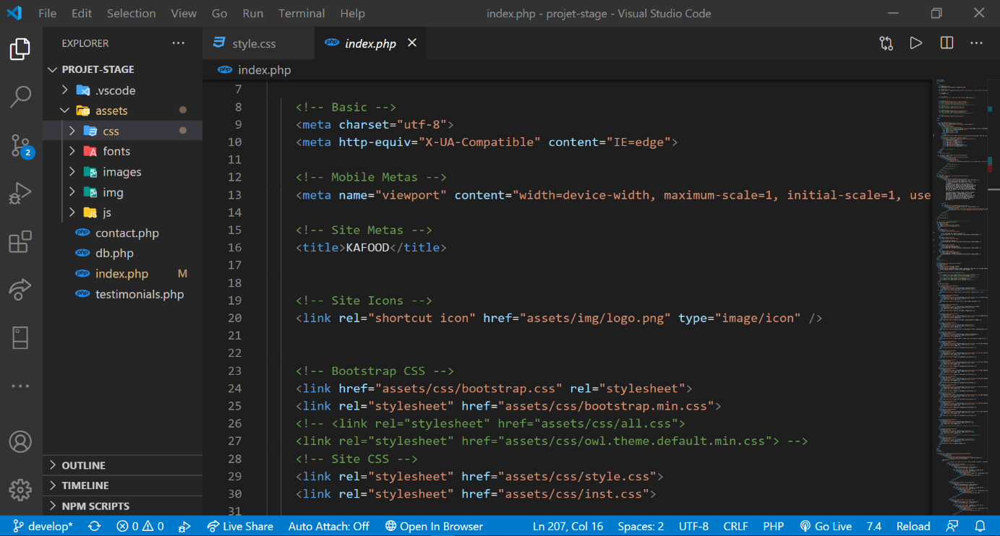 File Edit Selection View Go Run Terminal Help index.php - projet-stage - Visual Studio Code
EXPLORER
style.css
index.php
PROJET-STAGE
.vscode
assets
css
fonts
images
img
js
contact.php
db.php
index.php M
testimonials.php
OUTLINE
TIMELINE
NPM SCRIPTS
2
index.php
7
8 <!-- Basic -->
9 <meta charset="utf-8">
10 <meta http-equiv="X-UA-Compatible" content="IE=edge">
11
12 <!-- Mobile Metas -->
13 <meta name="viewport" content="width=device-width, maximum-scale=1, initial-scale=1, use
14
15 <!-- Site Metas -->
16 <title>KAFOOD</title>
17
18
19 <!-- Site Icons -->
20 <link rel="shortcut icon" href="assets/img/logo.png" type="image/icon" />
21
22
23 <!-- Bootstrap CSS -->
24 <link href="assets/css/bootstrap.css" rel="stylesheet">
25 <link rel="stylesheet" href="assets/css/bootstrap.min.css">
26 <!-- <link rel="stylesheet" href="assets/css/all.css">
27 <link rel="stylesheet" href="assets/css/owl.theme.default.min.css"> -->
28 <!-- Site CSS -->
29 <link rel="stylesheet" href="assets/css/style.css">
30 <link rel="stylesheet" href="assets/css/inst.css">
31
develop* 0 0 Live Share Auto Attach: Off Open In Browser Ln 207, Col 16 Spaces: 2 UTF-8 CRLF PHP Go Live 7.4 Reload